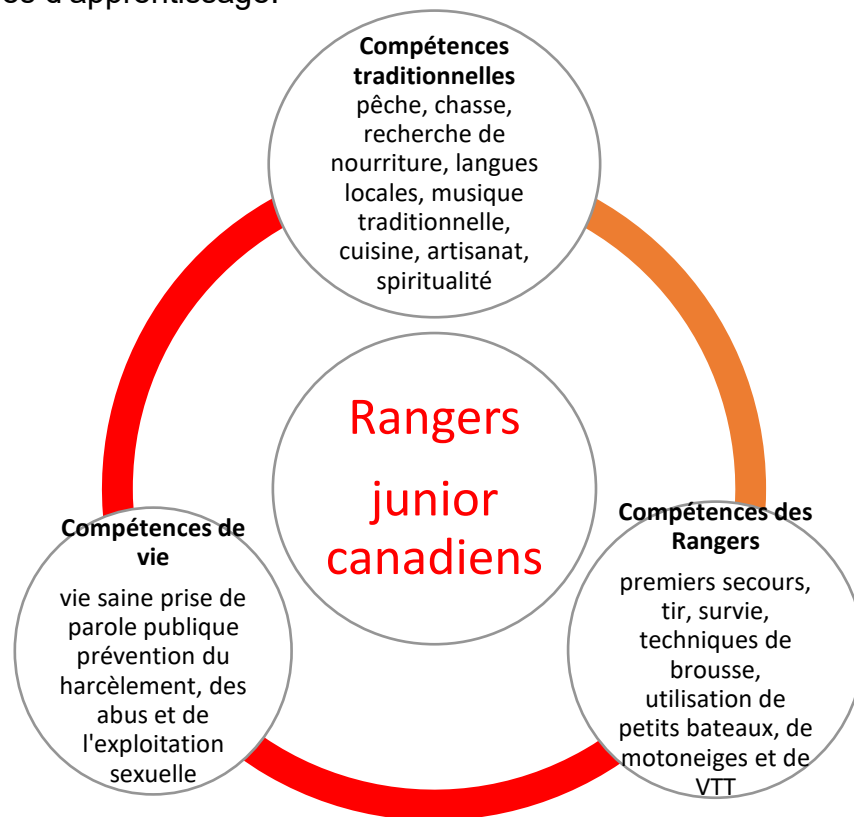 d'apprentissage.
Compétences
traditionnelles
pêche, chasse,
recherche de
nourriture, langues
locales, musique
traditionnelle,
cuisine, artisanat,
spiritualité
Rangers
junior
canadiens
Compétences de
vie
vie saine prise de
parole publique
prévention du
harcèlement, des
abus et de
l'exploitation
sexuelle
Compétences des
Rangers
premiers secours,
tir, survie,
techniques de
brousse,
utilisation de
petits bateaux, de
motoneiges et de
VTT